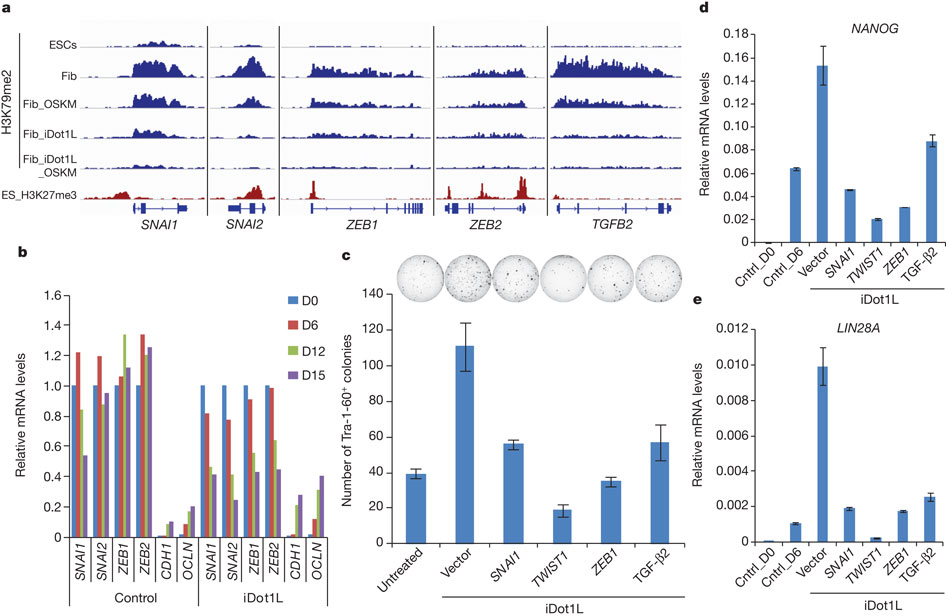 a
H3K79me2
ESCs
Fib
Fib_OSKM
Fib_iDot1L
Fib_iDot1L
_OSKM
ES_H3K27me3
SNAI1 SNAI2 ZEB1 ZEB2 TGFB2
b
Relative mRNA levels
1.6
1.4
1.2
1.0
0.8
0.6
0.4
0.2
0
D0
D6
D12
D15
SNAI1 SNAI2 ZEB1 ZEB2 CDH1 OCLN SNAI1 SNAI2 ZEB1 ZEB2 CDH1 OCLN
Control iDot1L
c
Number of Tra-1-60+ colonies
140
120
100
80
60
40
20
0
Untreated Vector SNAI1 TWIST1 ZEB1 TGF-β2
iDot1L
d
NANOG
Relative mRNA levels
0.18
0.16
0.14
0.12
0.10
0.08
0.06
0.04
0.02
0
Cntrl_D0 Cntrl_D6 Vector SNAI1 TWIST1 ZEB1 TGF-β2
iDot1L
e
LIN28A
Relative mRNA levels
0.012
0.010
0.008
0.006
0.004
0.002
0
Cntrl_D0 Cntrl_D6 Vector SNAI1 TWIST1 ZEB1 TGF-β2
iDot1L